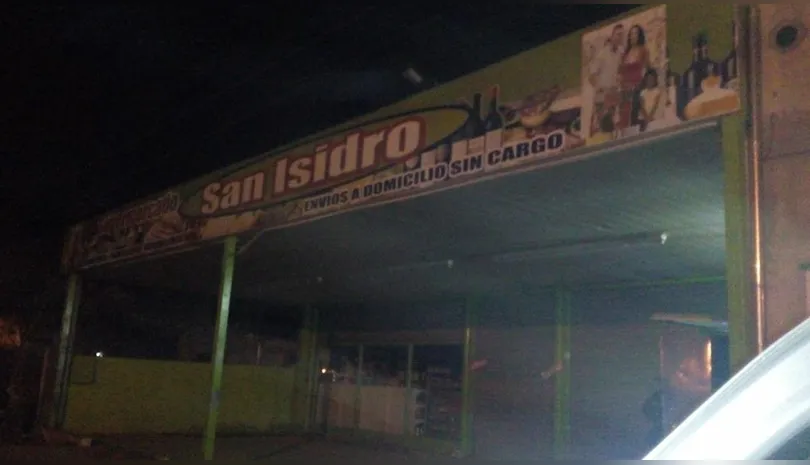 San Isidro
ENVIOS A DOMICILIO SIN CARGO